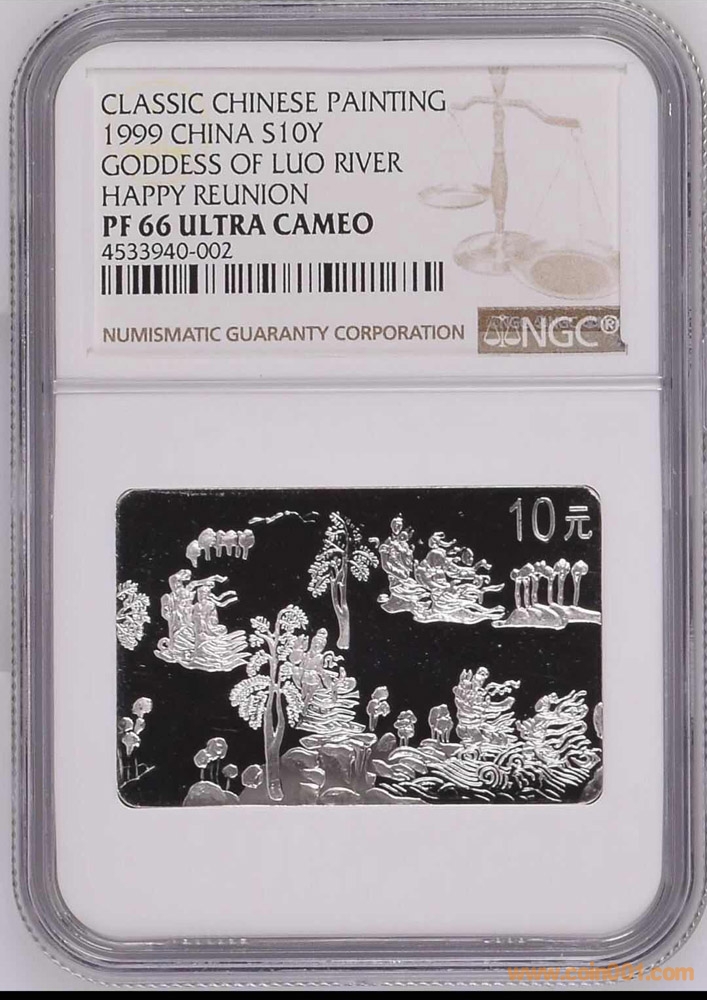 CLASSIC CHINESE PAINTING
1999 CHINA S10Y
GODDESS OF LUO RIVER
HAPPY REUNION
PF 66 ULTRA CAMEO
4533940-002
NUMISMATIC GUARANTY CORPORATION
NGC®
10元
www.coin001.com